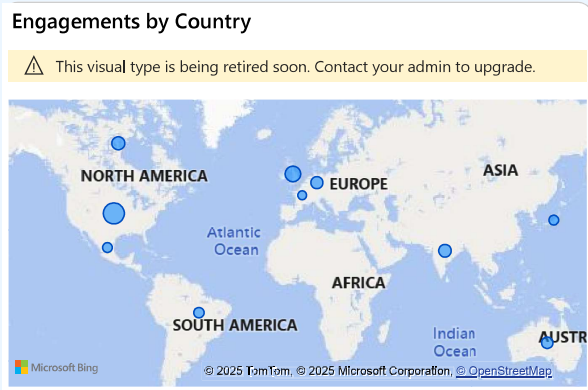 Engagements by Country
This visual type is being retired soon. Contact your admin to upgrade.
NORTH AMERICA
EUROPE
ASIA
Atlantic
Ocean
AFRICA
SOUTH AMERICA
Indian
Ocean
AUSTR
Microsoft Bing
© 2025 TomTom, © 2025 Microsoft Corporation, © OpenStreetMap